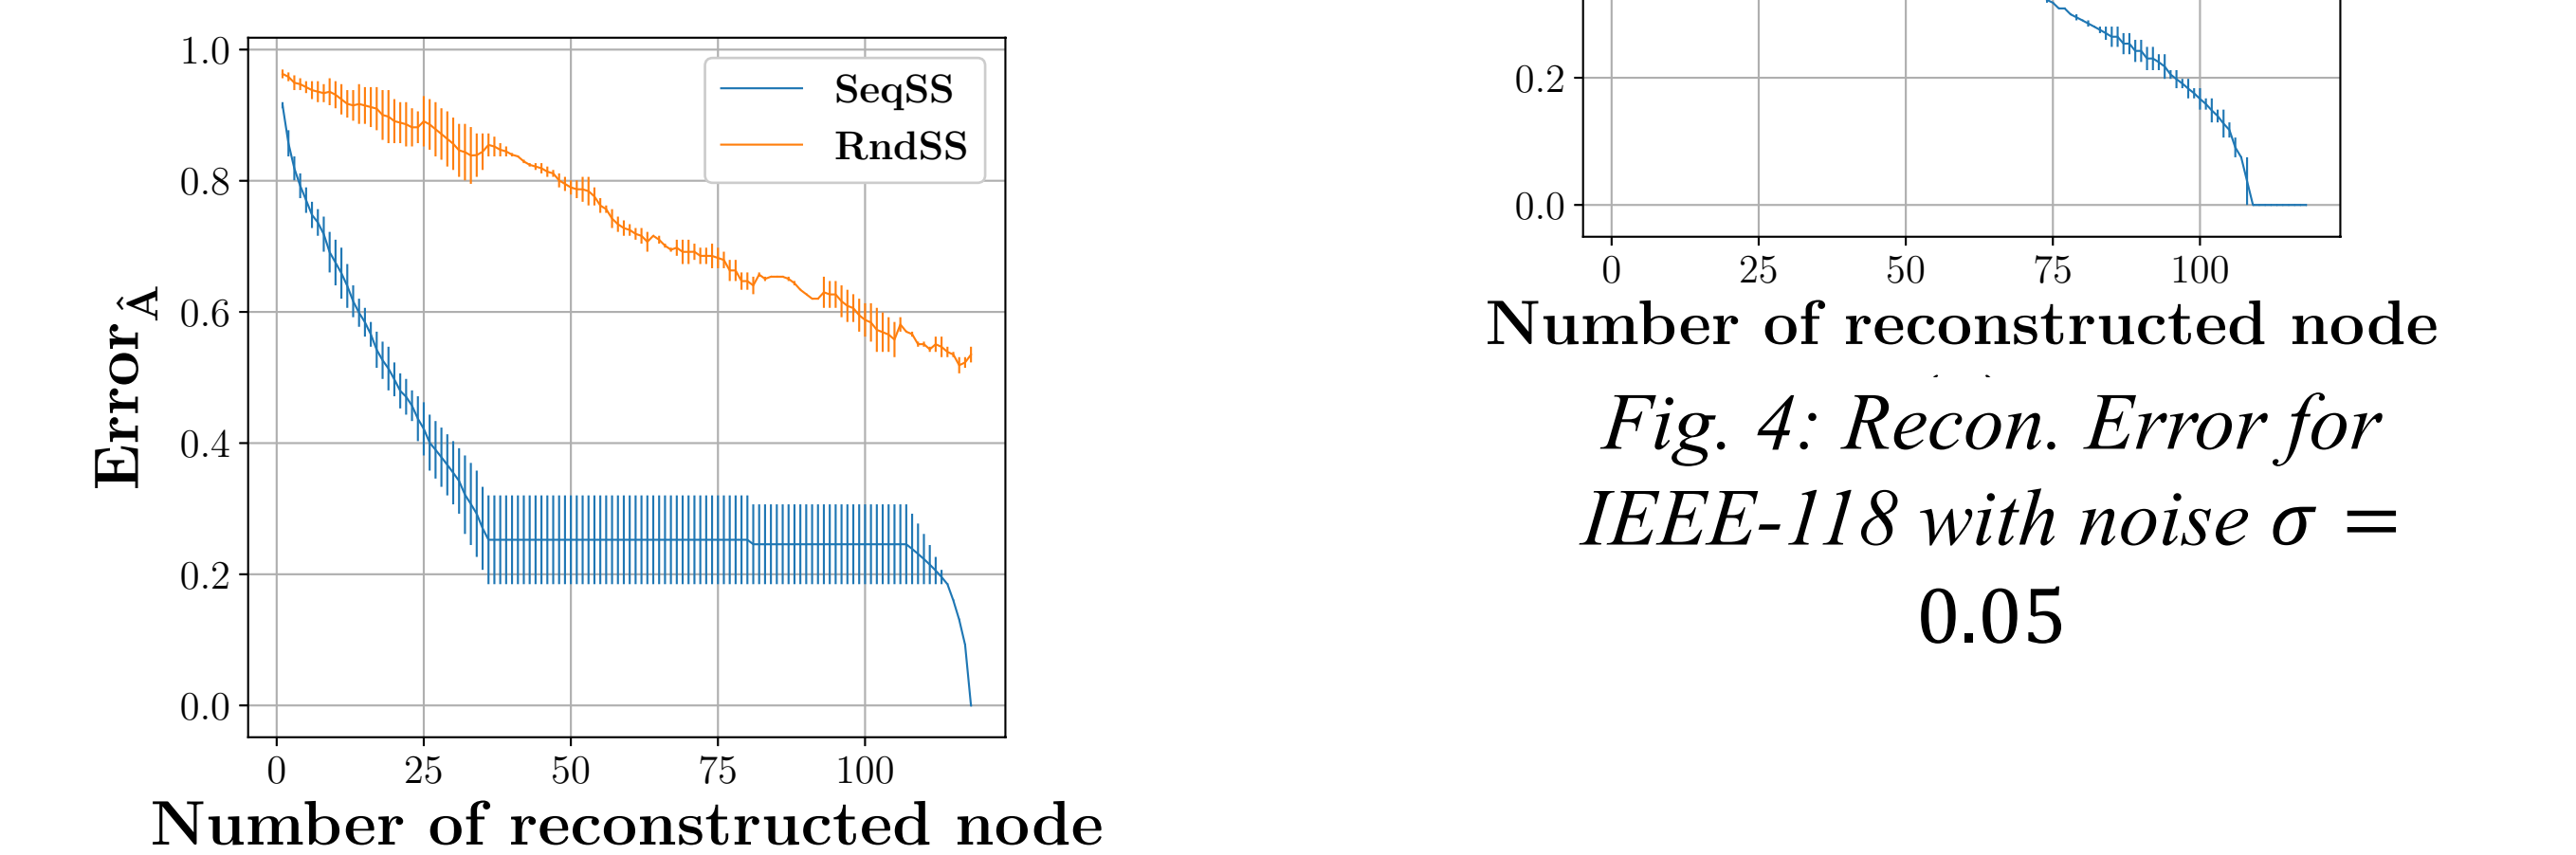 1.0
0.8
0.6
0.4
0.2
0.0
Error Â
SeqSS
RndSS
0 25 50 75 100
Number of reconstructed node
0.2
0.0
0 25 50 75 100
Number of reconstructed node
Fig. 4: Recon. Error for
IEEE-118 with noise σ =
0.05